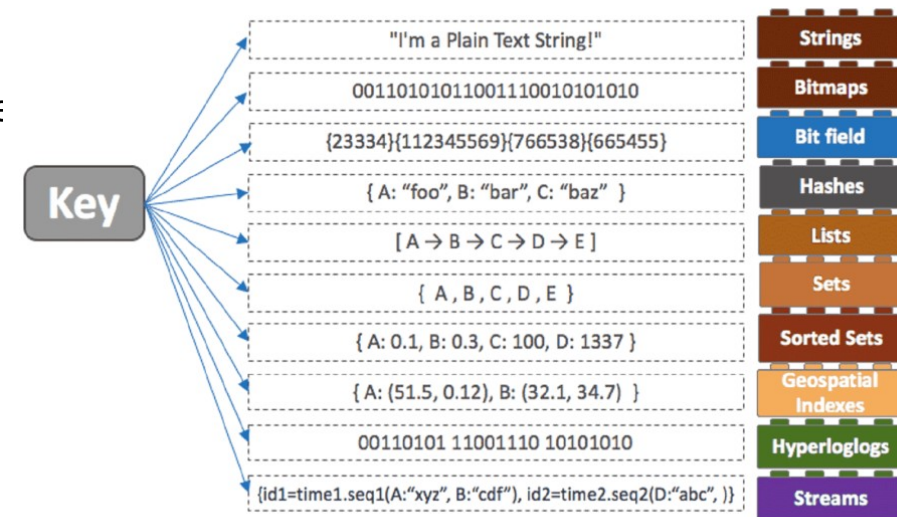 "I'm a Plain Text String!"
Strings
00110101011001110010101010
Bitmaps
{23334}{112345569}{766538}{665455}
Bit field
Key
{ A: “foo”, B: “bar”, C: “baz” }
Hashes
[ A → B → C → D → E ]
Lists
{ A , B , C , D , E }
Sets
{ A: 0.1, B: 0.3, C: 100, D: 1337 }
Sorted Sets
{ A: (51.5, 0.12), B: (32.1, 34.7) }
Geospatial
Indexes
00110101 11001110 10101010
Hyperloglogs
{id1=time1.seq1(A:“xyz”, B:“cdf”), id2=time2.seq2(D:“abc”, )}
Streams